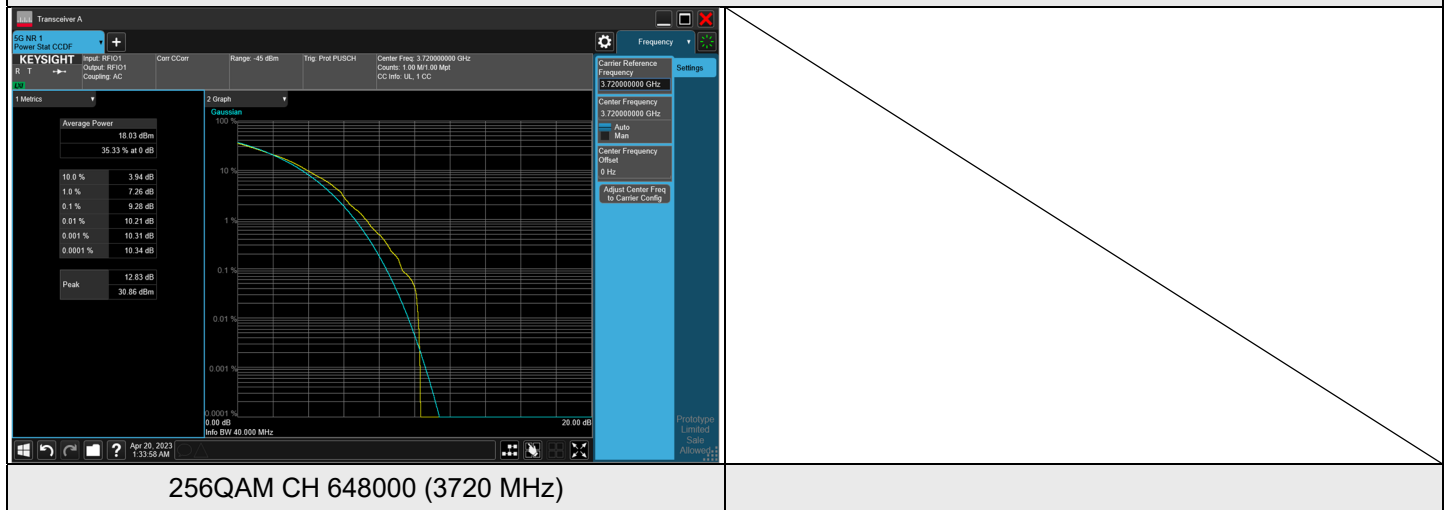 Transceiver A
5G NR 1
Power Stat CCDF
+
Frequency
KEYSIGHT
R T
LXI
Input: RFIO1
Output: RFIO1
Coupling: AC
Corr CCorr
Range: -45 dBm
Trig: Prot PUSCH
Center Freq: 3.720000000 GHz
Counts: 1.00 M/1.00 Mpt
CC Info: UL, 1 CC
Carrier Reference
Frequency
3.720000000 GHz
Settings
Center Frequency
3.720000000 GHz
Auto
Man
Center Frequency
Offset
0 Hz
Adjust Center Freq
to Carrier Config
1 Metrics
Average Power
18.03 dBm
35.33 % at 0 dB
10.0 % 3.94 dB
1.0 % 7.26 dB
0.1 % 9.28 dB
0.01 % 10.21 dB
0.001 % 10.31 dB
0.0001 % 10.34 dB
Peak
12.83 dB
30.86 dBm
2 Graph
Gaussian
100 %
10 %
1 %
0.1 %
0.01 %
0.001 %
0.0001 %
0.00 dB 20.00 dB
Info BW 40.000 MHz
Prototype
Limited
Sale
Allowed
?
Apr 20, 2023
1:33:58 AM
256QAM CH 648000 (3720 MHz)